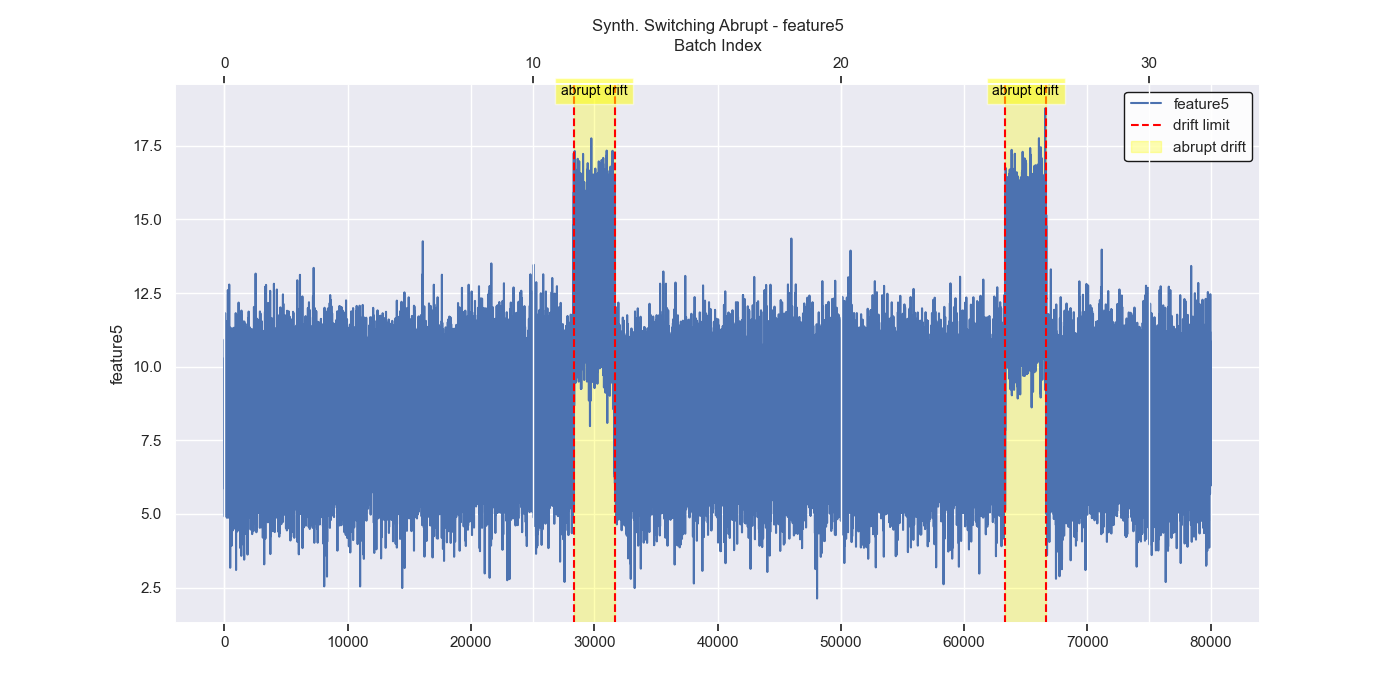 Synth. Switching Abrupt - feature5
Batch Index
0 10 20 30
abrupt drift abrupt drift
feature5
drift limit
abrupt drift
17.5
15.0
12.5
10.0
7.5
5.0
2.5
feature5
0 10000 20000 30000 40000 50000 60000 70000 80000